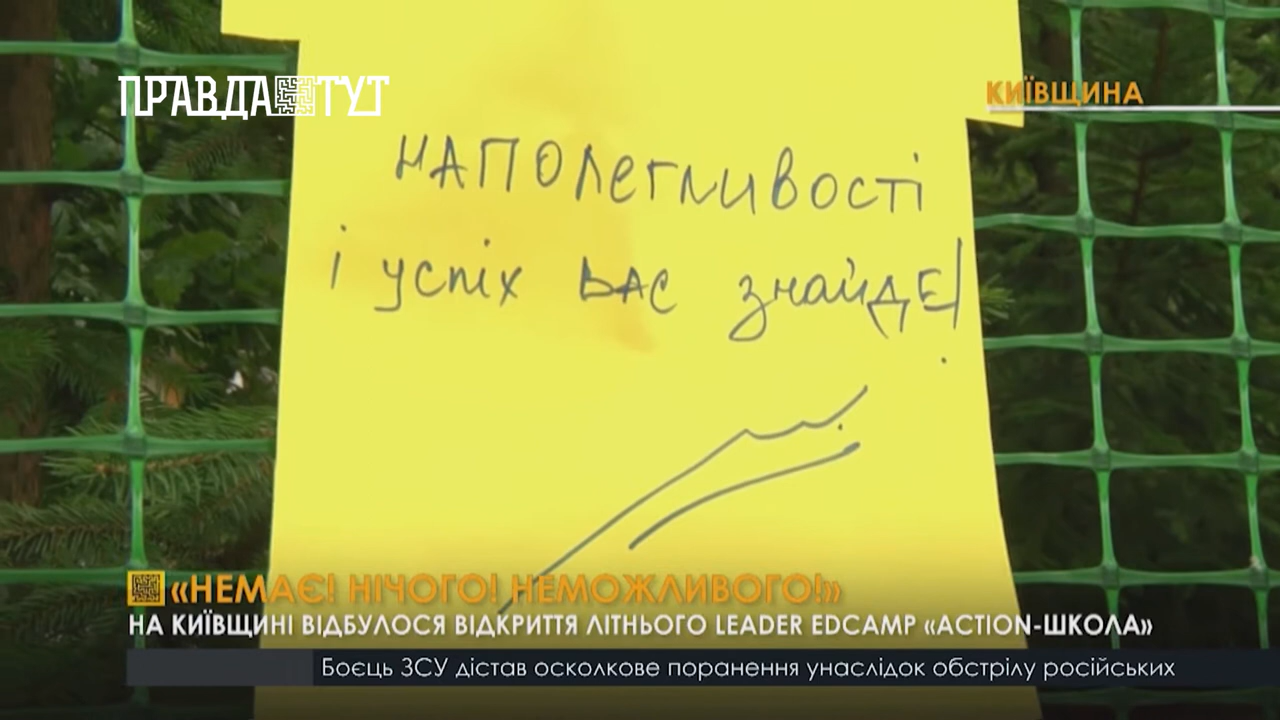 ПРАВДА ТУТ
КИЇВЩИНА
НАПОЛЕГЛИВОСТІ
і успіх ВАС знайдЕ!
«НЕМАЄ! НІЧОГО! НЕМОЖЛИВОГО!»
НА КИЇВЩИНІ ВІДБУЛОСЯ ВІДКРИТТЯ ЛІТНЬОГО LEADER EDCAMP «ACTION-ШКОЛА»
Боєць ЗСУ дістав осколкове поранення унаслідок обстрілу російських